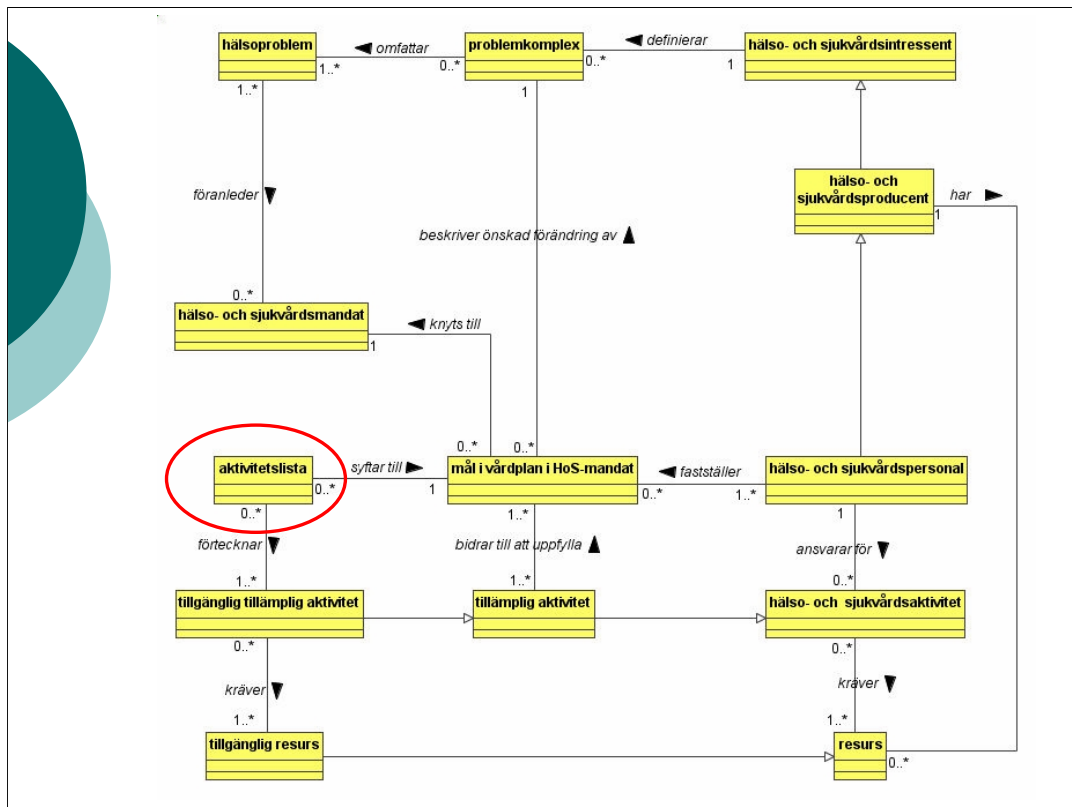 hälsoproblem
omfattar
problemkomplex
definierar
hälso- och sjukvårdsintressent
1..*
0..*
0..*
1
1..*
1
hälso- och
sjukvårdsproducent
har
1
föranleder
beskriver önskad förändring av
0..*
hälso- och sjukvårdsmandat
knyts till
1
0..*
0..*
aktivitetslista
syftar till
mål i vårdplan i HoS-mandat
fastställer
hälso- och sjukvårdspersonal
0..*
1
0..*
1..*
0..*
1..*
1
förtecknar
bidrar till att uppfylla
ansvarar för
1..*
1..*
0..*
tillgänglig tillämplig aktivitet
tillämplig aktivitet
hälso- och sjukvårdsaktivitet
0..*
0..*
kräver
kräver
1..*
1..*
tillgänglig resurs
resurs
0..*